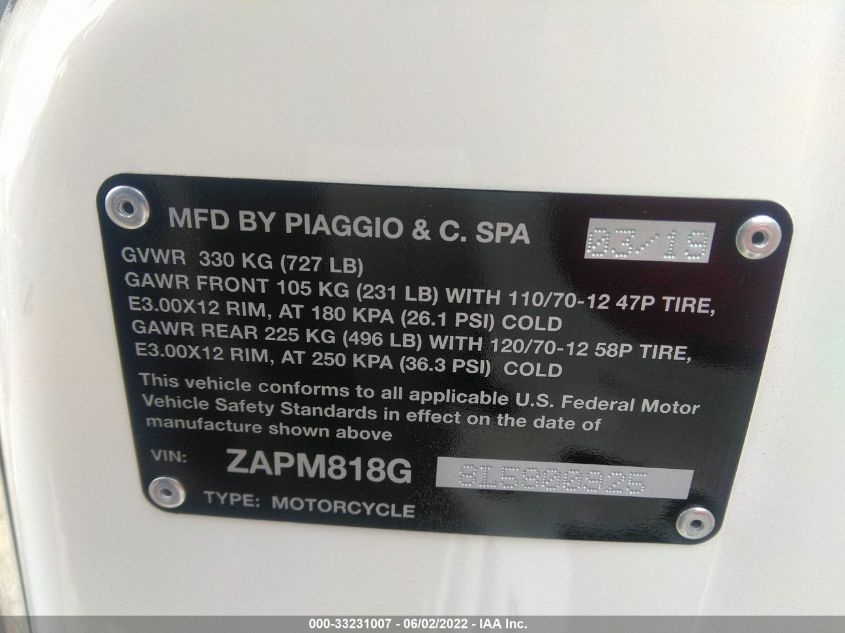 MFD BY PIAGGIO & C. SPA 03/19
GVWR 330 KG (727 LB)
GAWR FRONT 105 KG (231 LB) WITH 110/70-12 47P TIRE,
E3.00X12 RIM, AT 180 KPA (26.1 PSI) COLD
GAWR REAR 225 KG (496 LB) WITH 120/70-12 58P TIRE,
E3.00X12 RIM, AT 250 KPA (36.3 PSI) COLD
This vehicle conforms to all applicable U.S. Federal Motor
Vehicle Safety Standards in effect on the date of
manufacture shown above
VIN: ZAPM818G 8L5800925
TYPE: MOTORCYCLE
000-33231007 - 06/02/2022 - IAA Inc.